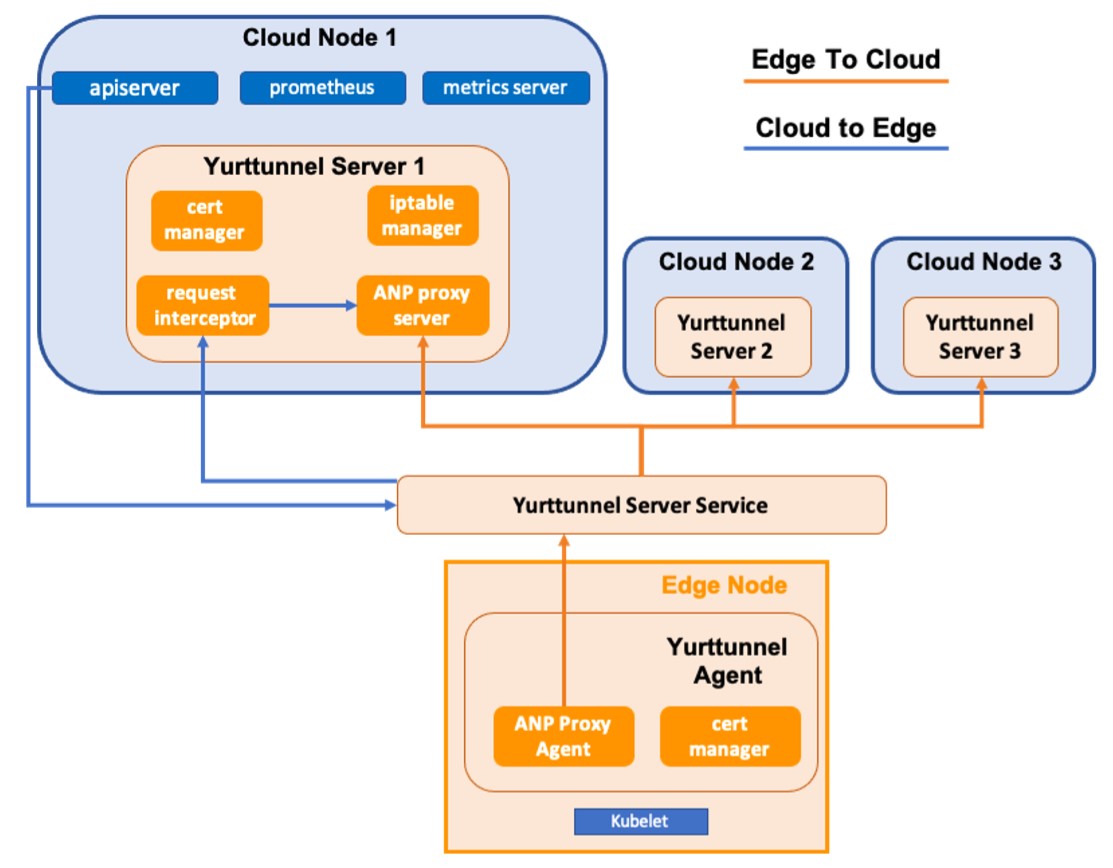 Cloud Node 1
apiserver
prometheus
metrics server
Edge To Cloud
Cloud to Edge
Yurttunnel Server 1
cert
manager
iptable
manager
request
interceptor
ANP proxy
server
Cloud Node 2
Yurttunnel
Server 2
Cloud Node 3
Yurttunnel
Server 3
Yurttunnel Server Service
Edge Node
Yurttunnel
Agent
ANP Proxy
Agent
cert
manager
Kubelet